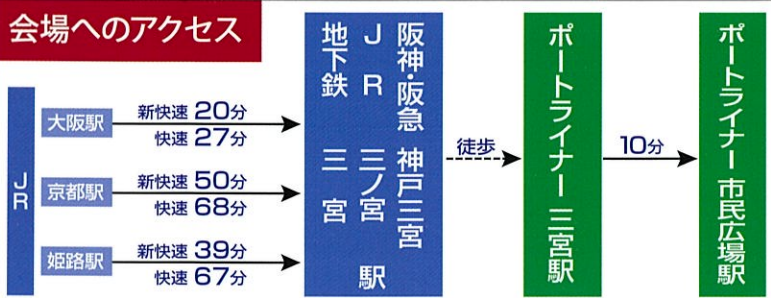 会場へのアクセス
JR
大阪駅
新快速 20分
快速 27分
京都駅
新快速 50分
快速 68分
姫路駅
新快速 39分
快速 67分
阪神・阪急 神戸三宮
JR 三ノ宮 駅
地下鉄 三宮
徒歩
ポートライナー 三宮駅
10分
ポートライナー 市民広場駅